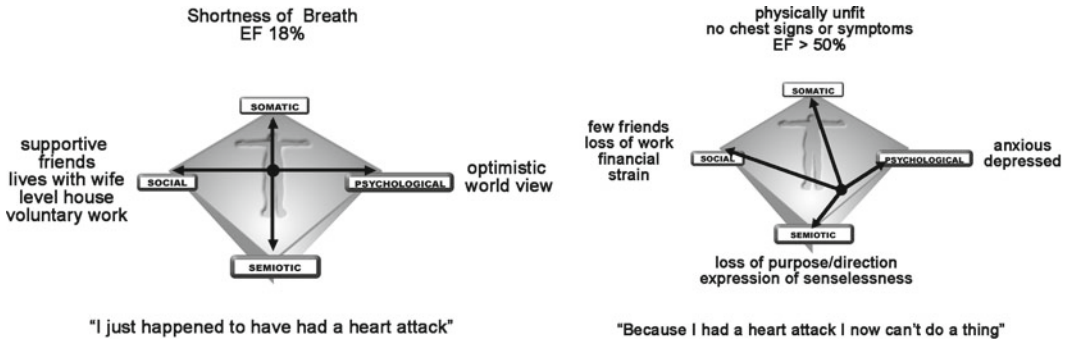 Shortness of Breath
EF 18%
SOMATIC
supportive
friends
lives with wife
level house
voluntary work
SOCIAL
PSYCHOLOGICAL
optimistic
world view
SEMIOTIC
"I just happened to have had a heart attack"
physically unfit
no chest signs or symptoms
EF > 50%
SOMATIC
few friends
loss of work
financial
strain
SOCIAL
PSYCHOLOGICAL
anxious
depressed
SEMIOTIC
loss of purpose/direction
expression of senselessness
"Because I had a heart attack I now can't do a thing"